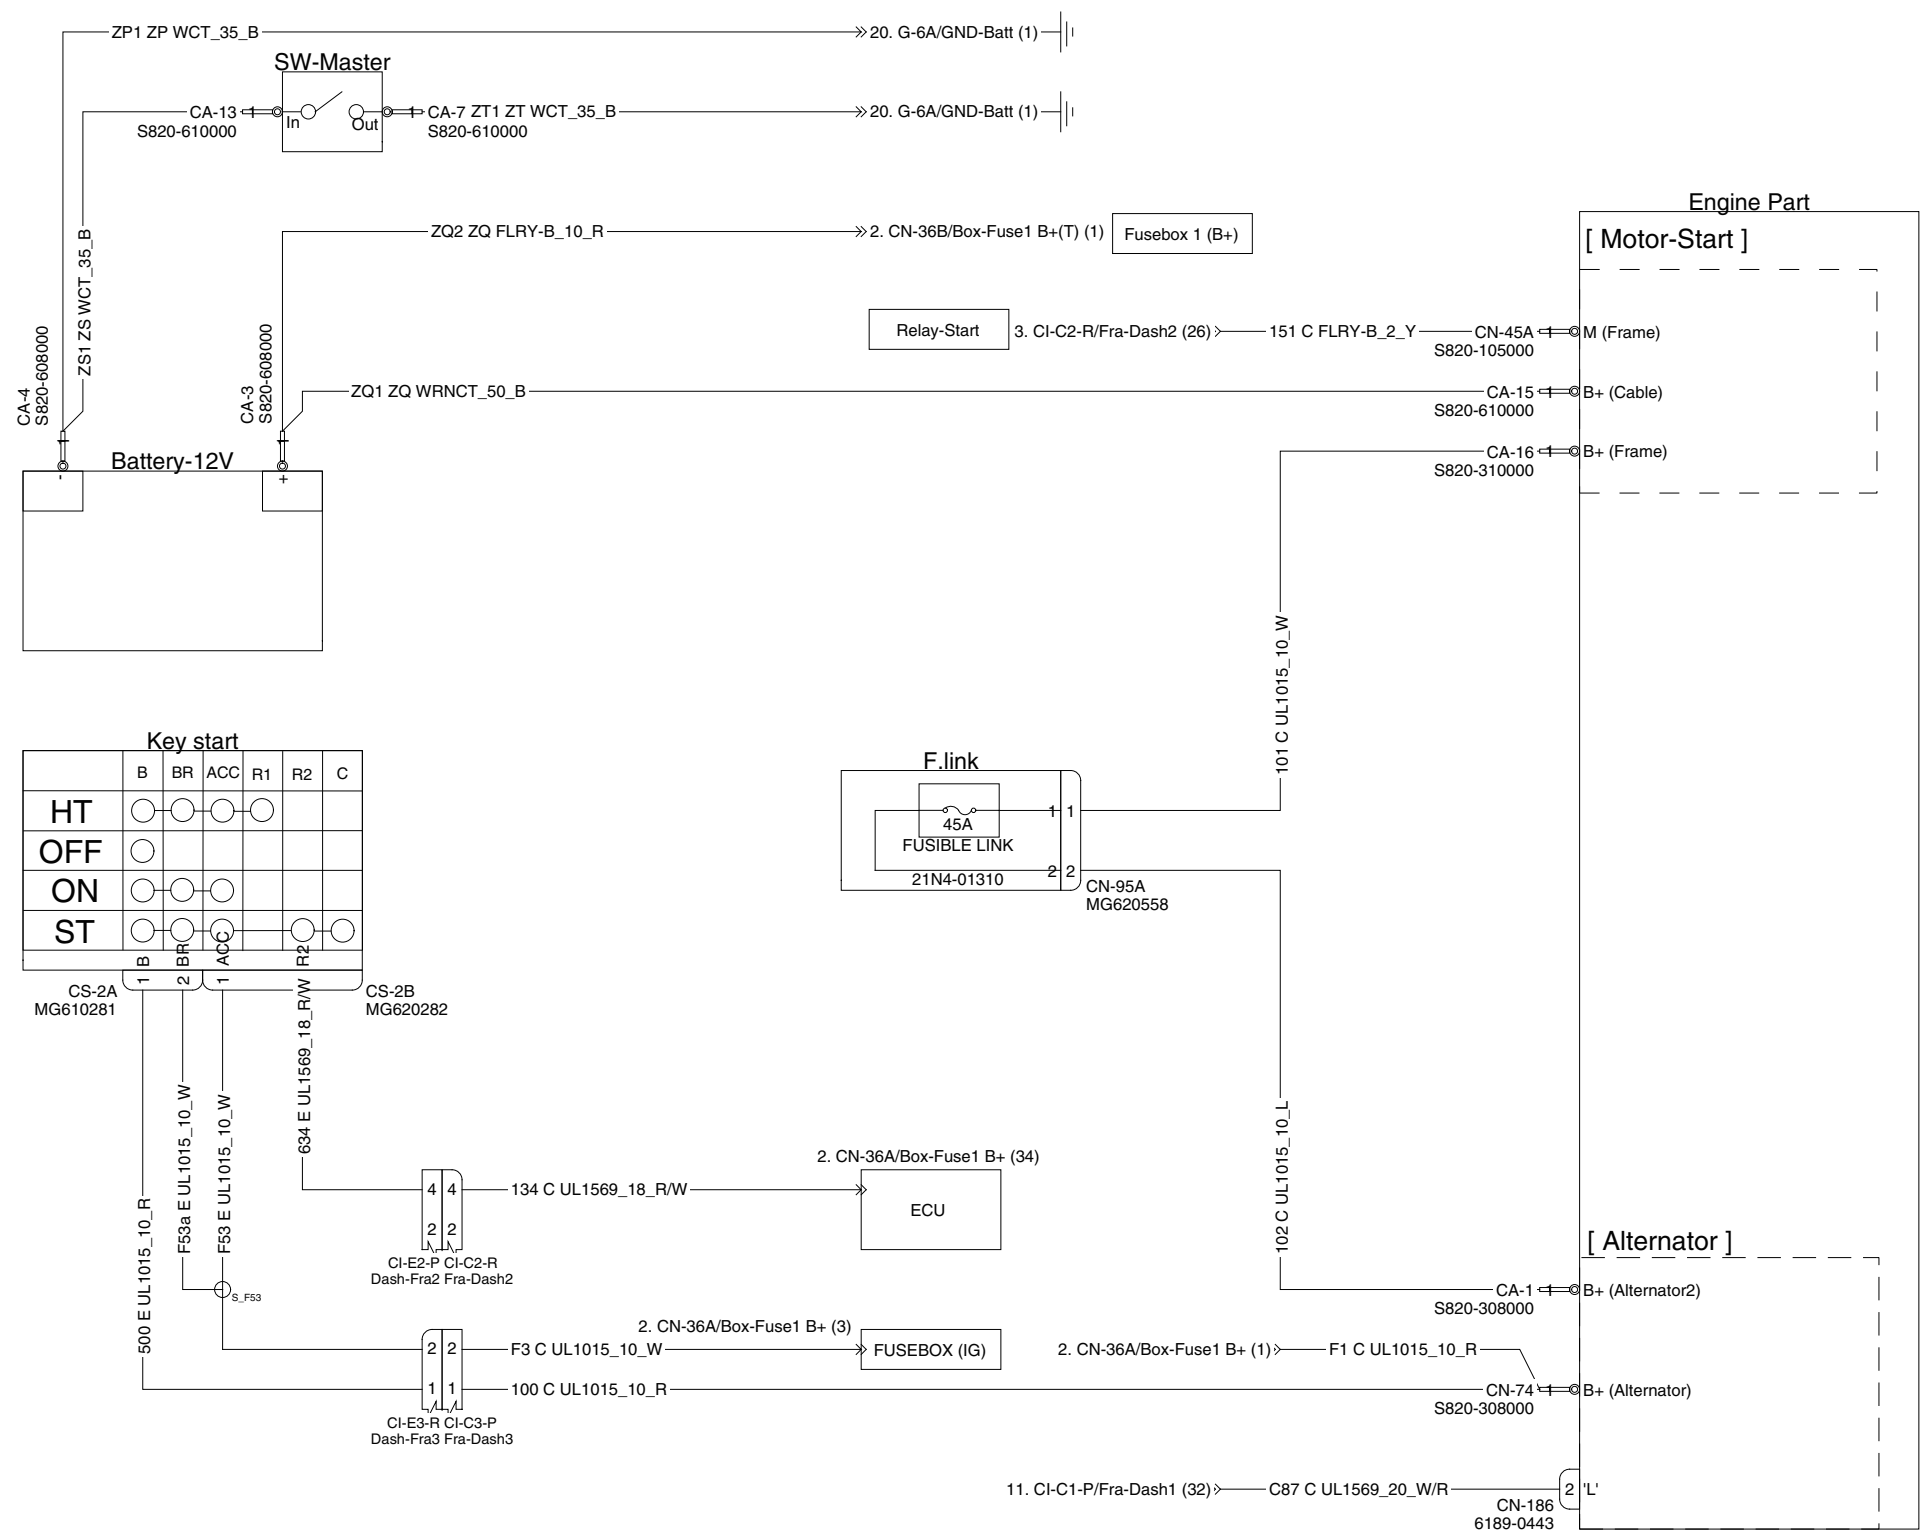 ZP1 ZP WCT_35_B
20. G-6A/GND-Batt (1)
SW-Master
CA-13
S820-610000
1
In
Out
1
CA-7 ZT1 ZT WCT_35_B
S820-610000
20. G-6A/GND-Batt (1)
ZS1 ZS WCT_35_B
ZQ2 ZQ FLRY-B_10_R
2. CN-36B/Box-Fuse1 B+(T) (1)
Fusebox 1 (B+)
Engine Part
[ Motor-Start ]
Relay-Start
3. CI-C2-R/Fra-Dash2 (26)
151 C FLRY-B_2_Y
CN-45A
S820-105000
1
M (Frame)
CA-4
S820-608000
CA-3
S820-608000
ZQ1 ZQ WRNCT_50_B
CA-15
S820-610000
1
B+ (Cable)
CA-16
S820-310000
1
B+ (Frame)
1
1
Battery-12V
-
+
101 C UL1015_10_W
Key start
B BR ACC R1 R2 C
HT
OFF
ON
ST
B BR ACC R2
1 2 1
CS-2A
MG610281
CS-2B
MG620282
F.link
45A
FUSIBLE LINK
21N4-01310
1 1
2 2
CN-95A
MG620558
634 E UL1569_18_R/W
F53a E UL1015_10_W
F53 E UL1015_10_W
500 E UL1015_10_R
102 C UL1015_10_L
2. CN-36A/Box-Fuse1 B+ (34)
4 4
134 C UL1569_18_R/W
ECU
2 2
CI-E2-P CI-C2-R
Dash-Fra2 Fra-Dash2
S_F53
[ Alternator ]
CA-1
S820-308000
1
B+ (Alternator2)
2. CN-36A/Box-Fuse1 B+ (3)
2 2
F3 C UL1015_10_W
FUSEBOX (IG)
2. CN-36A/Box-Fuse1 B+ (1)
F1 C UL1015_10_R
1 1
100 C UL1015_10_R
CN-74
S820-308000
1
B+ (Alternator)
CI-E3-R CI-C3-P
Dash-Fra3 Fra-Dash3
11. CI-C1-P/Fra-Dash1 (32)
C87 C UL1569_20_W/R
2
'L'
CN-186
6189-0443